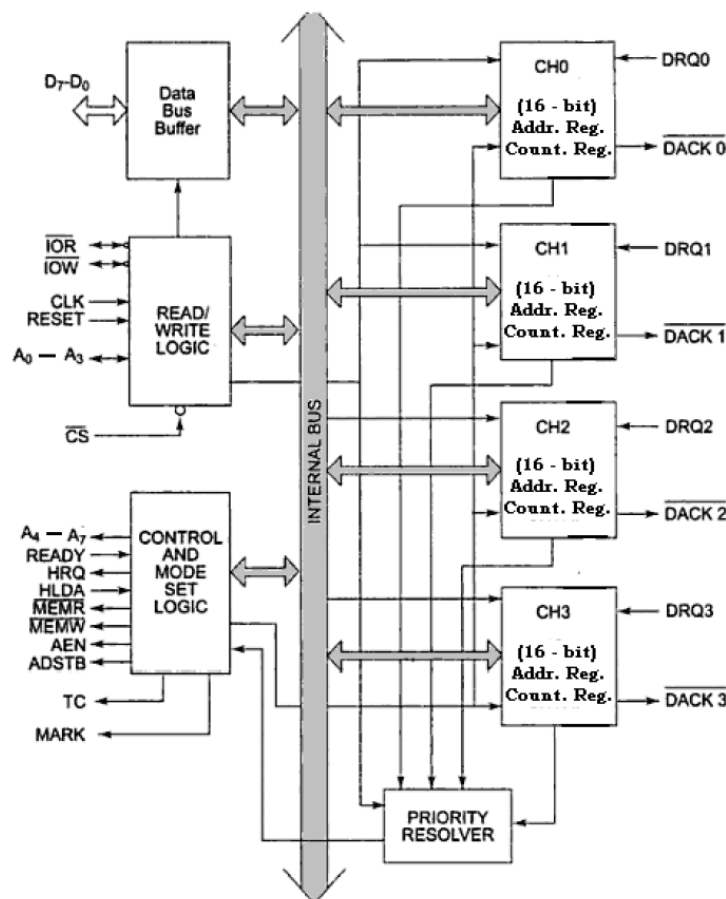 D7-D0
Data
Bus
Buffer
IOR
IOW
CLK
RESET
A0 — A3
CS
READ/
WRITE
LOGIC
A4 — A7
READY
HRQ
HLDA
MEMR
MEMW
AEN
ADSTB
TC
MARK
CONTROL
AND
MODE
SET
LOGIC
INTERNAL BUS
CH0
(16 - bit)
Addr. Reg.
Count. Reg.
DRQ0
DACK 0
CH1
(16 - bit)
Addr. Reg.
Count. Reg.
DRQ1
DACK 1
CH2
(16 - bit)
Addr. Reg.
Count. Reg.
DRQ2
DACK 2
CH3
(16 - bit)
Addr. Reg.
Count. Reg.
DRQ3
DACK 3
PRIORITY
RESOLVER